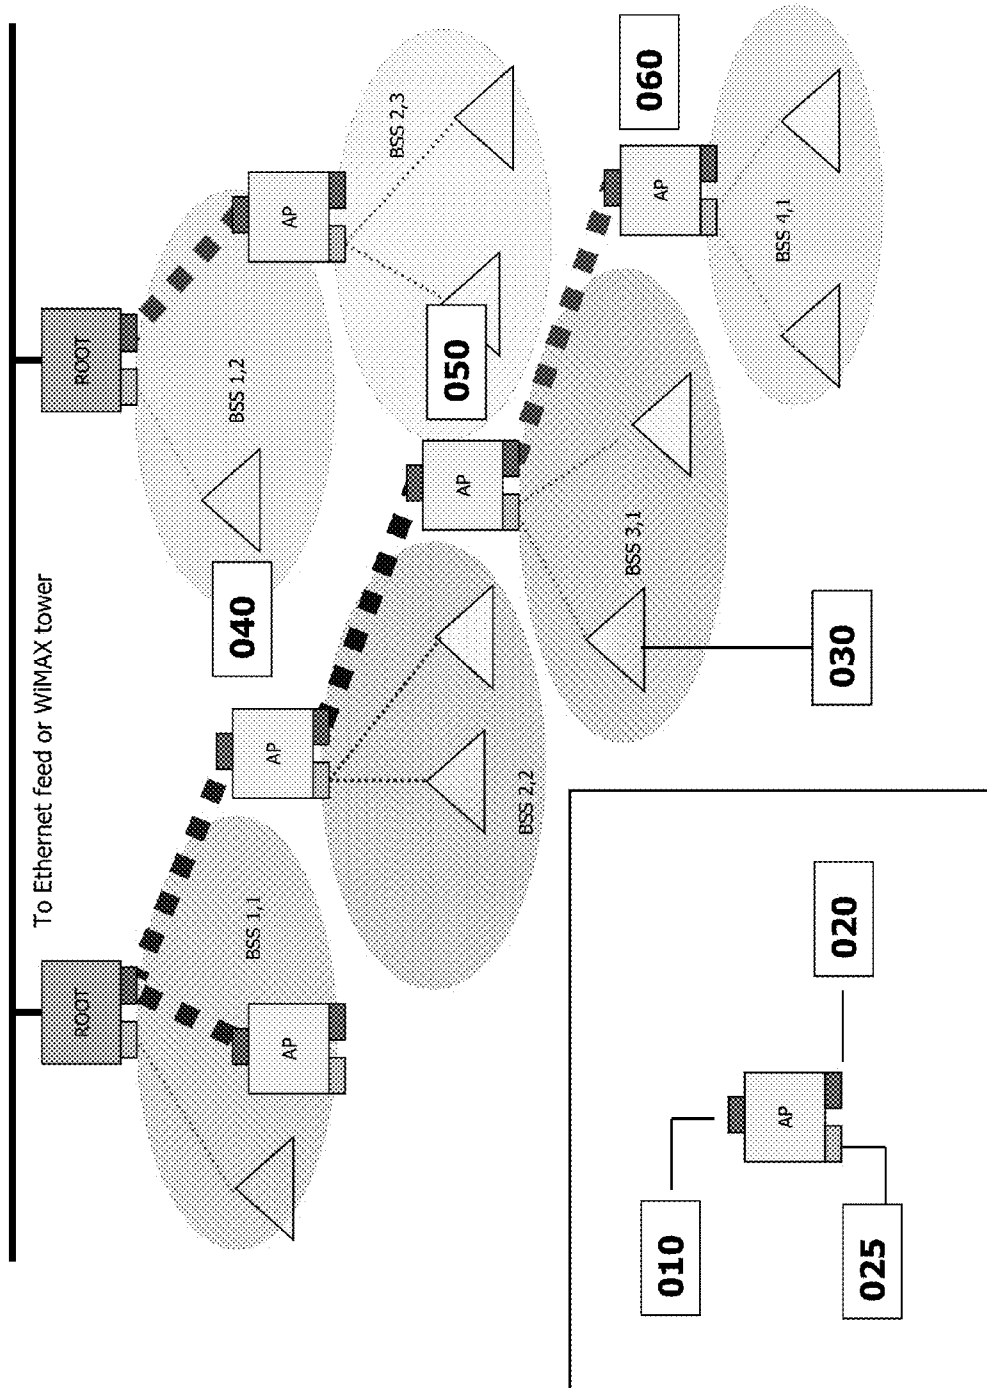 To Ethernet feed or WiMAX tower
ROOT
ROOT
BSS 1,1
AP
AP
040
BSS 1,2
AP
BSS 2,3
BSS 2,2
AP
050
BSS 3,1
030
AP
060
BSS 4,1
010
AP
020
025